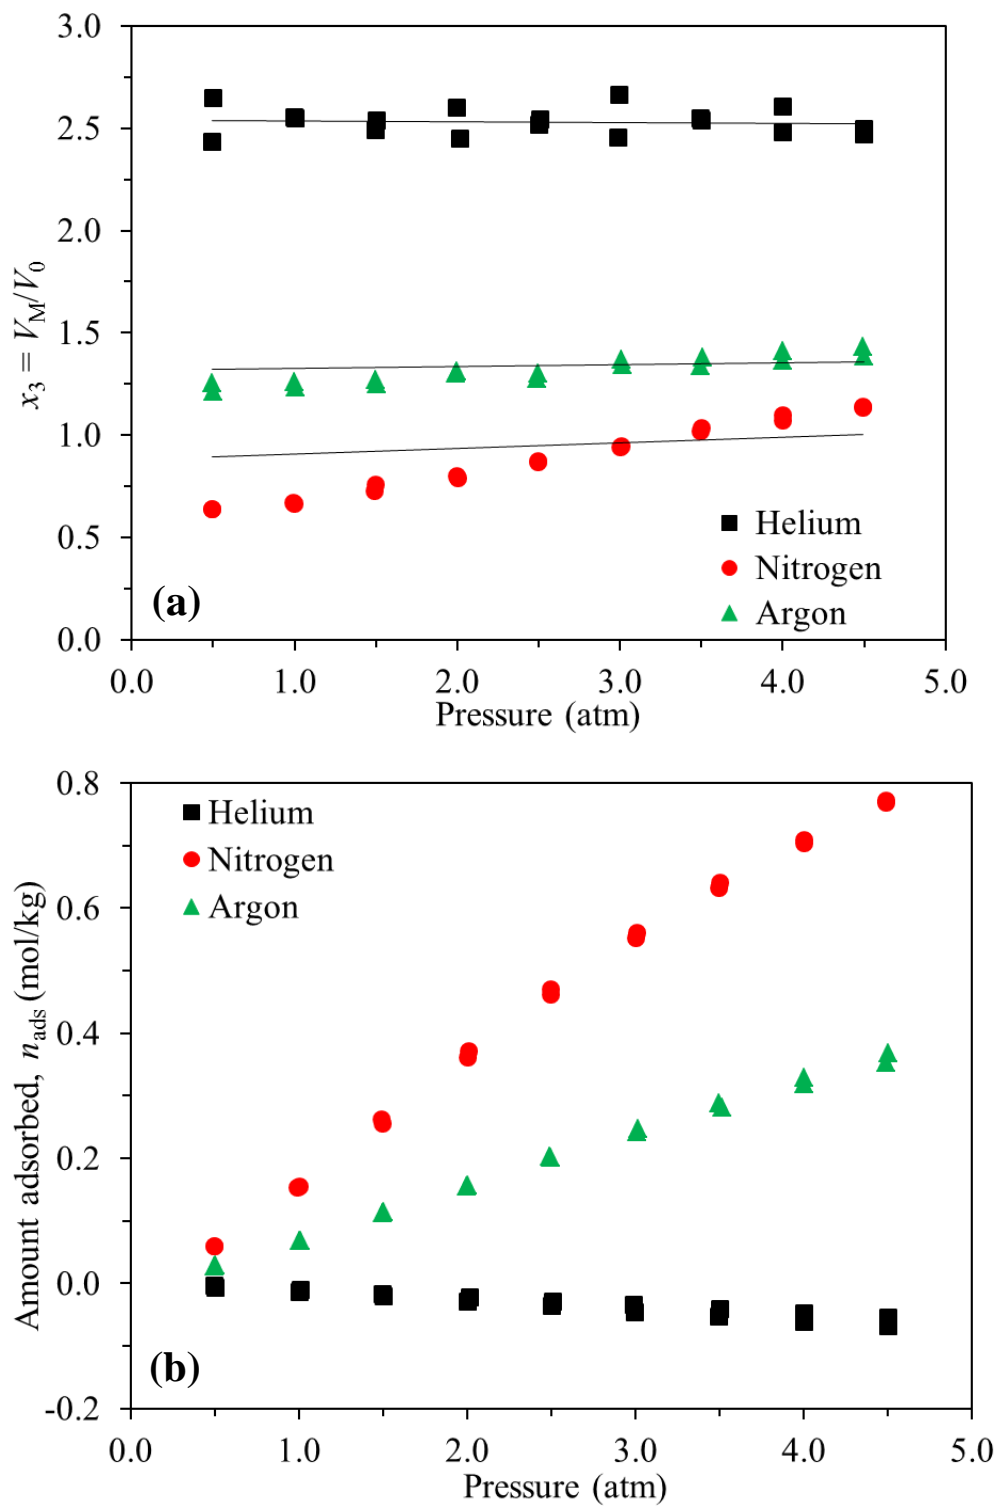 3.0
2.5
2.0
1.5
1.0
0.5
0.0
x3 = VM/V0
Helium
Nitrogen
Argon
(a)
0.0 1.0 2.0 3.0 4.0 5.0
Pressure (atm)
0.8
0.6
0.4
0.2
0.0
-0.2
Amount adsorbed, nads (mol/kg)
Helium
Nitrogen
Argon
(b)
0.0 1.0 2.0 3.0 4.0 5.0
Pressure (atm)